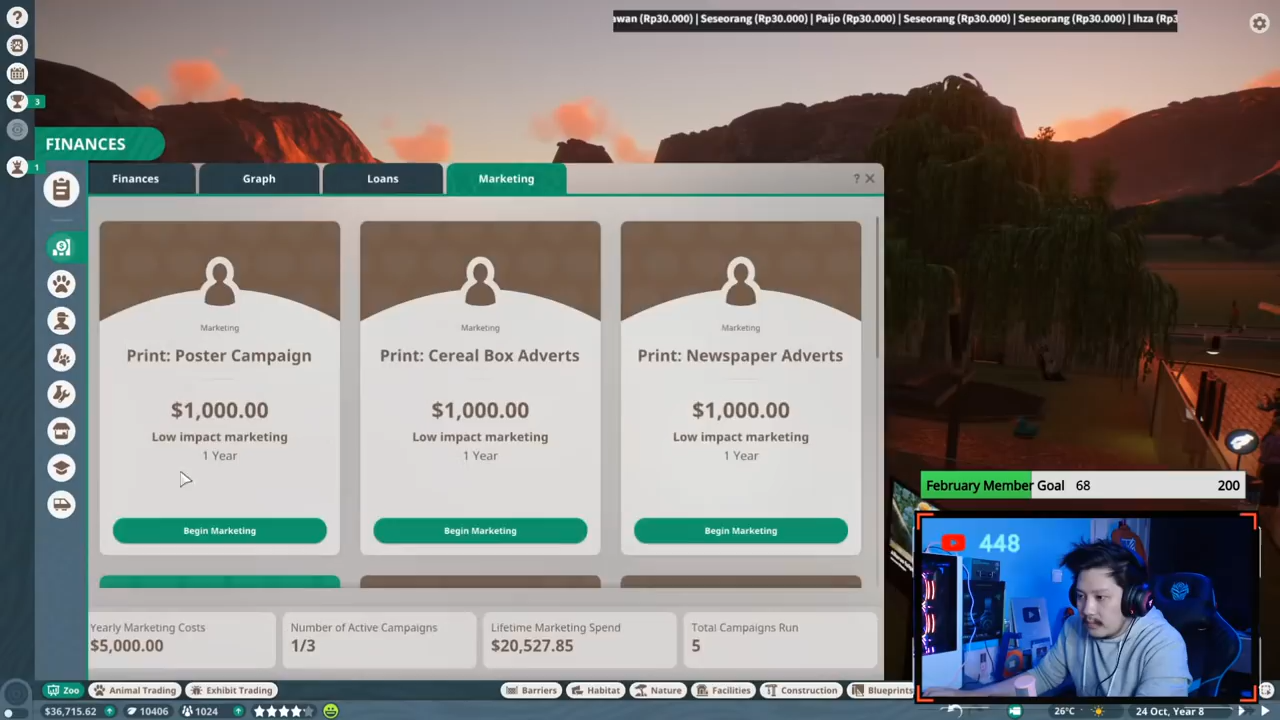 wan (Rp30.000) | Seseorang (Rp30.000) | Paijo (Rp30.000) | Seseorang (Rp30.000) | Seseorang (Rp30.000) | Ihza (Rp3
3
FINANCES
1
Finances
Graph
Loans
Marketing
?
Marketing
Print: Poster Campaign
$1,000.00
Low impact marketing
1 Year
Begin Marketing
Marketing
Print: Cereal Box Adverts
$1,000.00
Low impact marketing
1 Year
Begin Marketing
Marketing
Print: Newspaper Adverts
$1,000.00
Low impact marketing
1 Year
Begin Marketing
Yearly Marketing Costs
$5,000.00
Number of Active Campaigns
1/3
Lifetime Marketing Spend
$20,527.85
Total Campaigns Run
5
February Member Goal 68 200
448
Zoo
Animal Trading
Exhibit Trading
Barriers
Habitat
Nature
Facilities
Construction
Blueprints
$36,715.62
10406
1024
26°C
24 Oct, Year 8